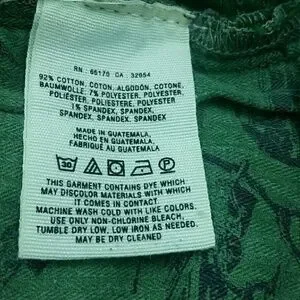 RN : 66170 CA : 32054
92% COTTON, COTON, ALGODÓN, COTONE,
BAUMWOLLE, 7% POLYESTER, POLYESTER,
POLIÉSTER, POLIESTERE, POLYESTER
1% SPANDEX, SPANDEX,
SPANDEX, SPANDEX, SPANDEX
MADE IN GUATEMALA,
HECHO EN GUATEMALA,
FABRIQUÉ AU GUATEMALA
30
THIS GARMENT CONTAINS DYE WHICH
MAY DISCOLOR MATERIALS WITH WHICH
IT COMES IN CONTACT
MACHINE WASH COLD WITH LIKE COLORS.
USE ONLY NON-CHLORINE BLEACH,
TUMBLE DRY LOW, LOW IRON AS NEEDED.
MAY BE DRY CLEANED